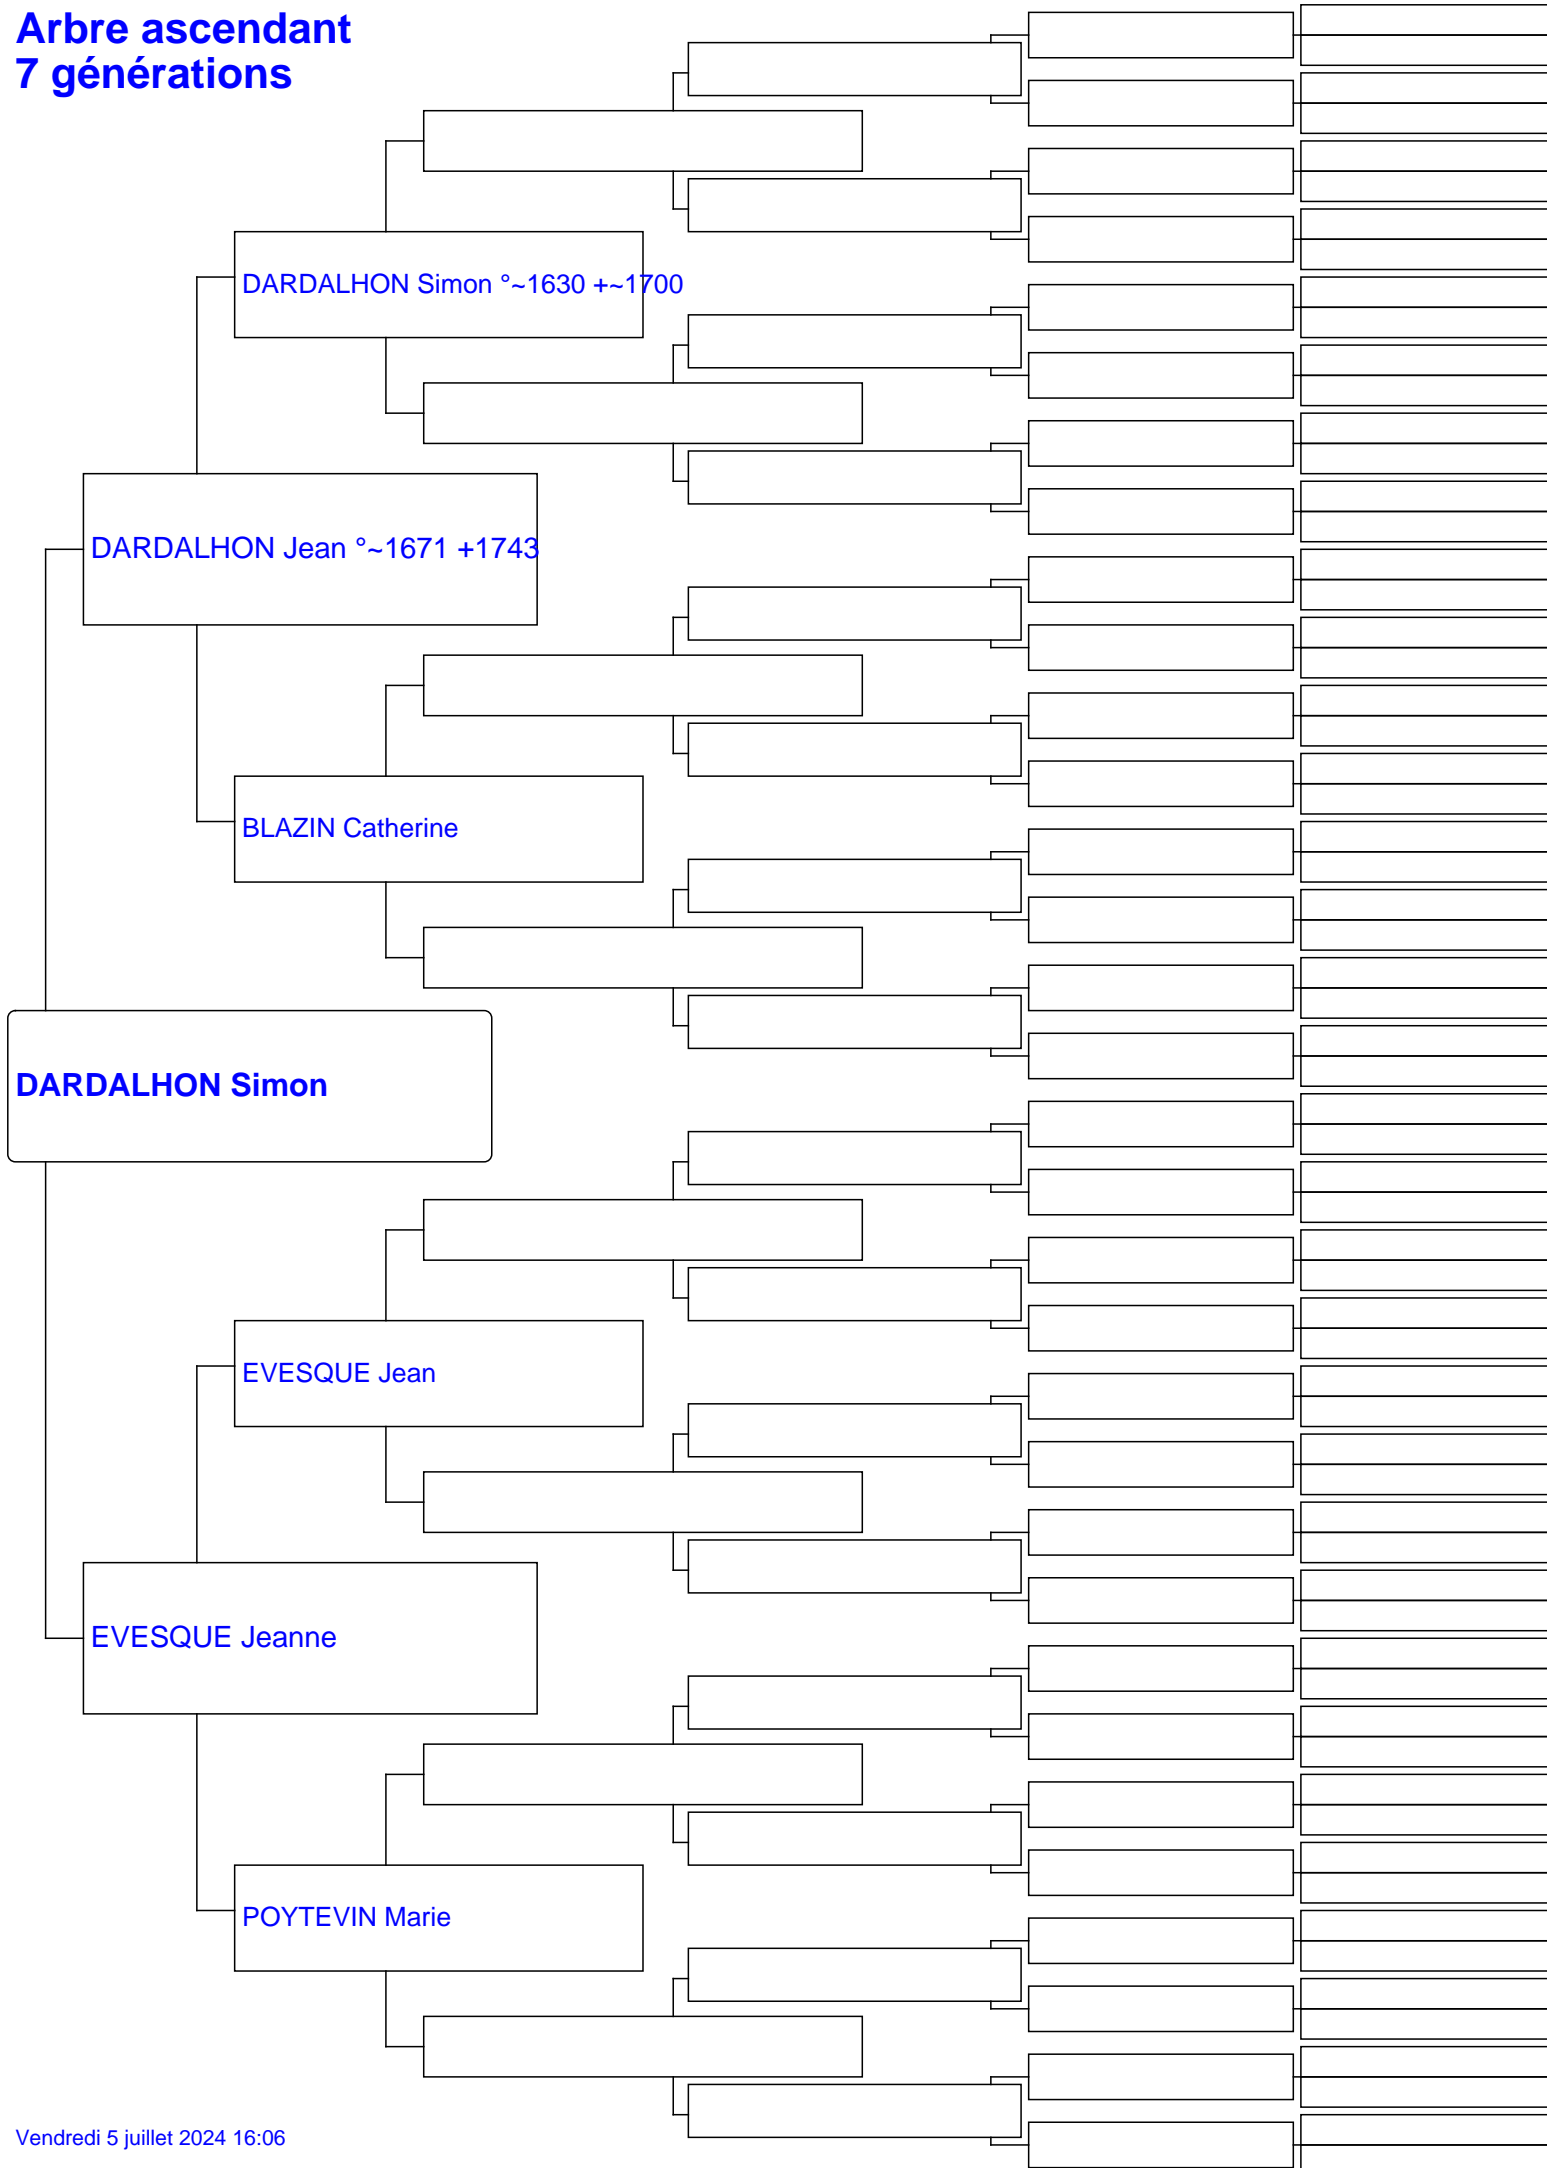 Arbre ascendant
7 générations
DARDALHON Simon °~1630 +~1700
DARDALHON Jean °~1671 +1743
BLAZIN Catherine
DARDALHON Simon
EVESQUE Jean
EVESQUE Jeanne
POYTEVIN Marie
Vendredi 5 juillet 2024 16:06